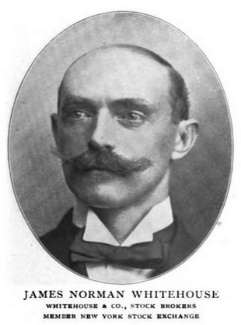 JAMES NORMAN WHITEHOUSE
WHITEHOUSE & CO., STOCK BROKERS
MEMBER NEW YORK STOCK EXCHANGE